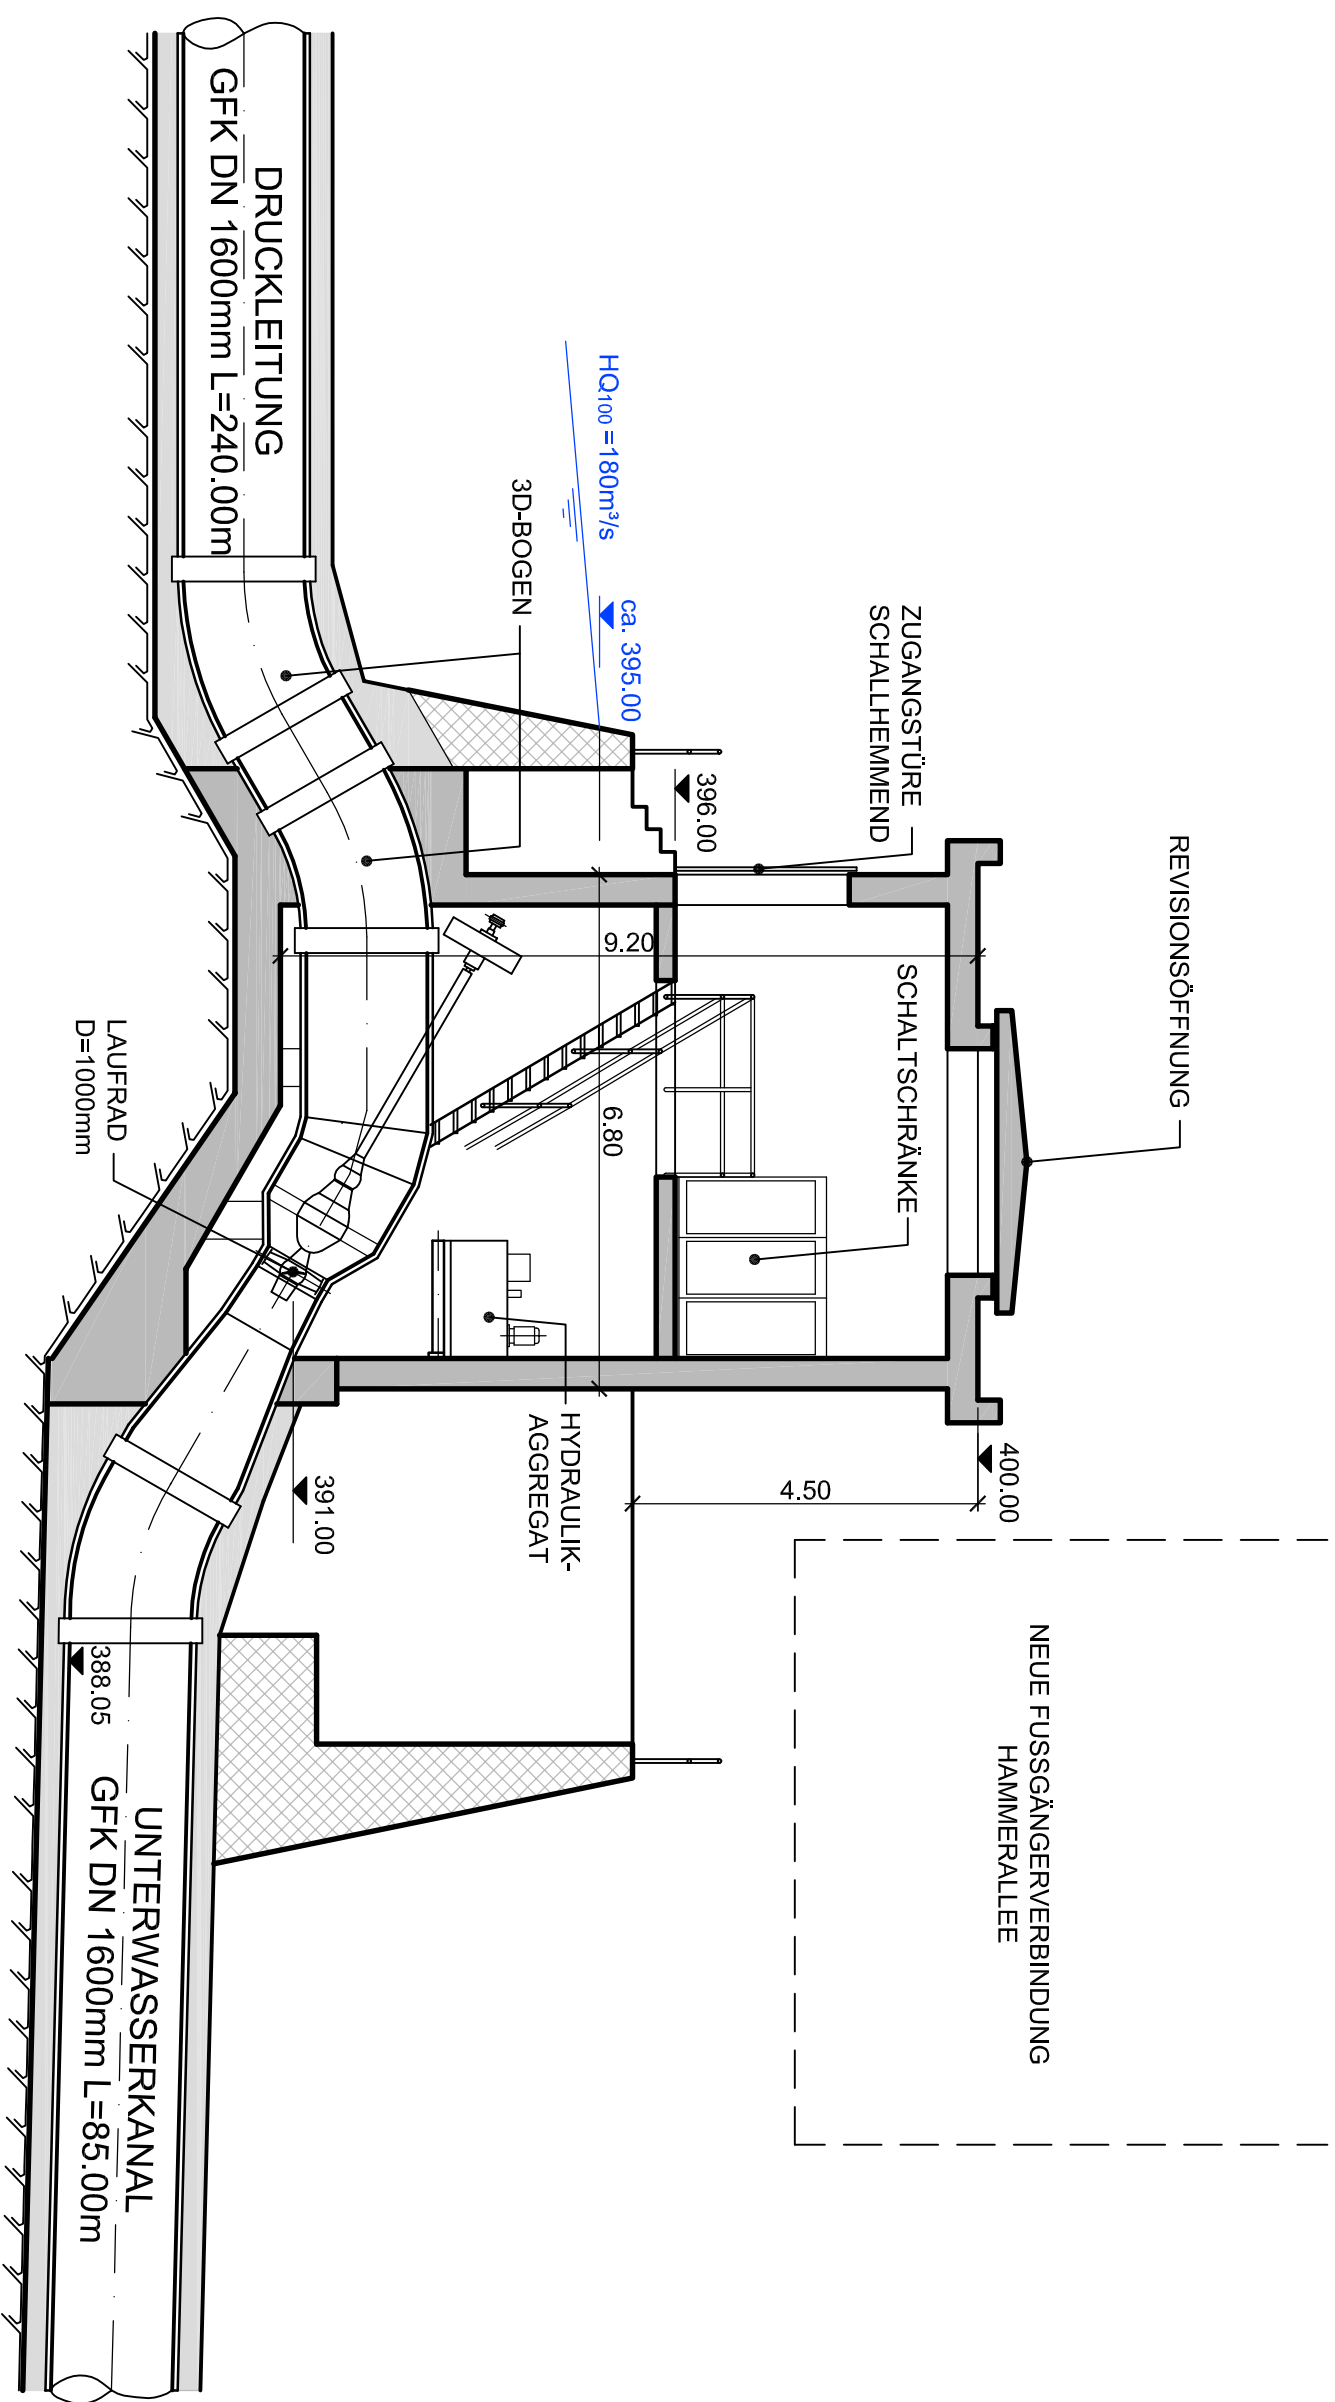 REVISIONSÖFFNUNG
NEUE FUSSGÄNGERVERBINDUNG
HAMMERALLEE
400.00
ZUGANGSTÜRE
SCHALLHEMMEND
SCHALTSCHRÄNKE
4.50
396.00
ca. 395.00
HQ100=180m³/s
9.20
6.80
3D-BOGEN
HYDRAULIK-
AGGREGAT
391.00
DRUCKLEITUNG
GFK DN 1600mm L=240.00m
LAUFRAD
D=1000mm
388.05
UNTERWASSERKANAL
GFK DN 1600mm L=85.00m